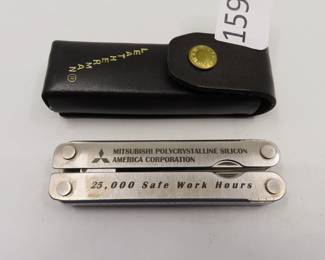 159
LEATHERMAN®
MITSUBISHI POLYCRYSTALLINE SILICON
AMERICA CORPORATION
25,000 Safe Work Hours